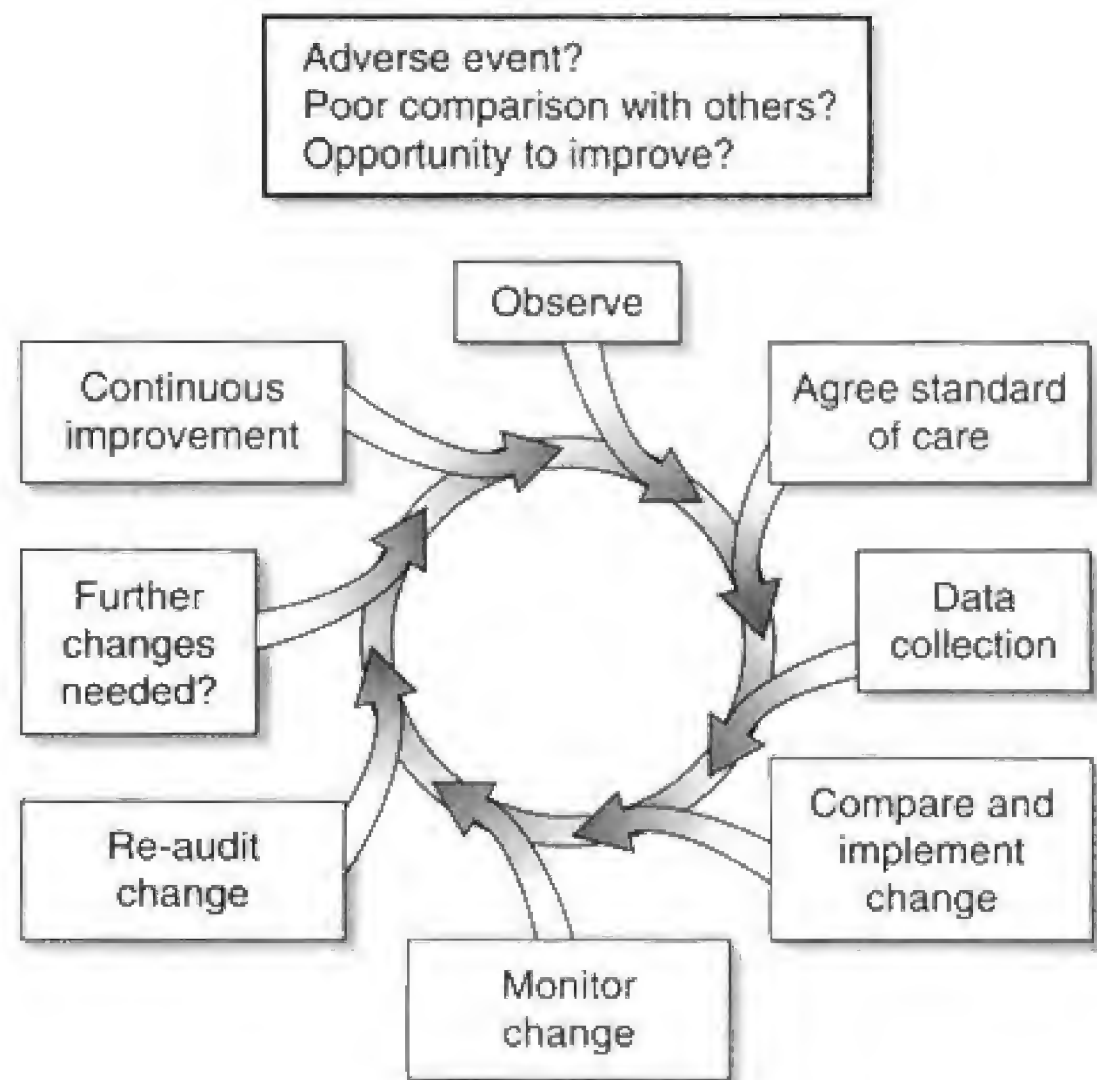 Adverse event?
Poor comparison with others?
Opportunity to improve?
Observe
Agree standard
of care
Data
collection
Compare and
implement
change
Monitor
change
Re-audit
change
Further
changes
needed?
Continuous
improvement